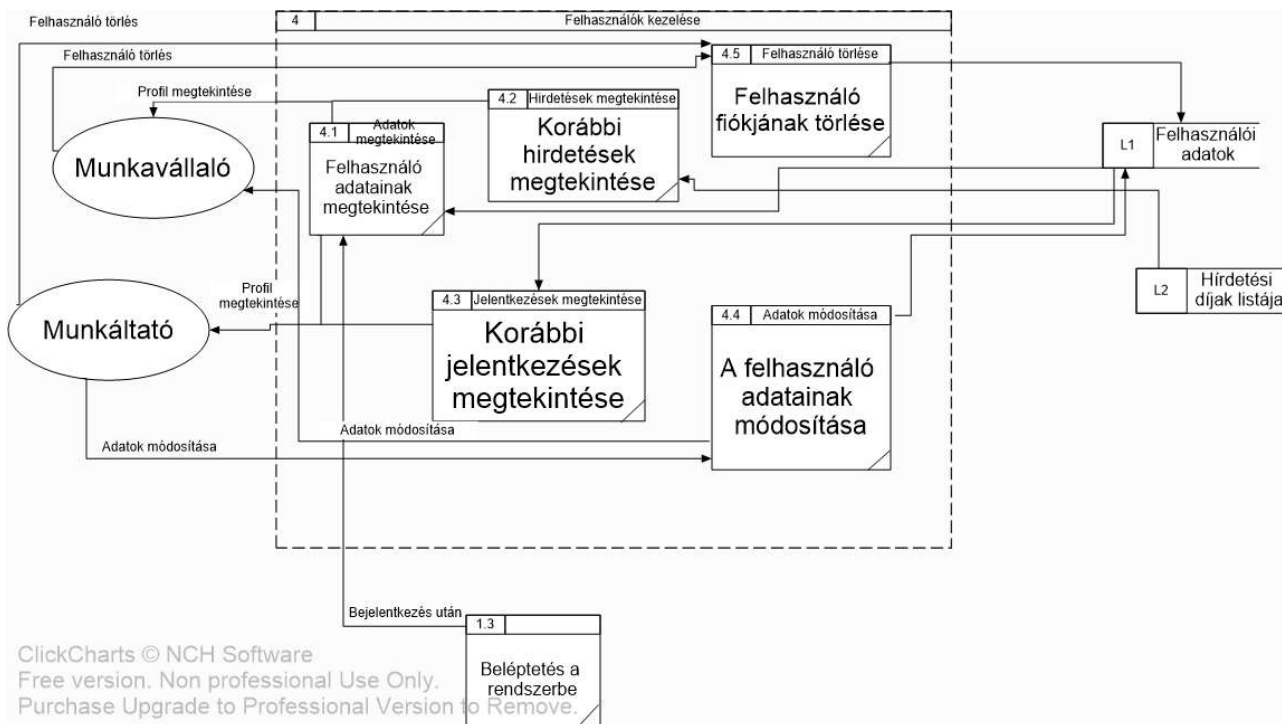 Felhasználó törlés
4 Felhasználók kezelése
Felhasználó törlés
4.5 Felhasználó törlése
Felhasználó
fiókjának törlése
Profil megtekintése
4.2 Hirdetések megtekintése
Korábbi
hirdetések
megtekintése
4.1 Adatok
megtekintése
Felhasználó
adatainak
megtekintése
L1 Felhasználói
adatok
Munkavállaló
Profil
megtekintése
Munkáltató
4.3 Jelentkezések megtekintése
Korábbi
jelentkezések
megtekintése
4.4 Adatok módosítása
A felhasználó
adatainak
módosítása
L2 Hírdetési
díjak listája
Adatok módosítása
Adatok módosítása
Bejelentkezés után
1.3
Beléptetés a
rendszerbe
ClickCharts © NCH Software
Free version. Non professional Use Only.
Purchase Upgrade to Professional Version to Remove.